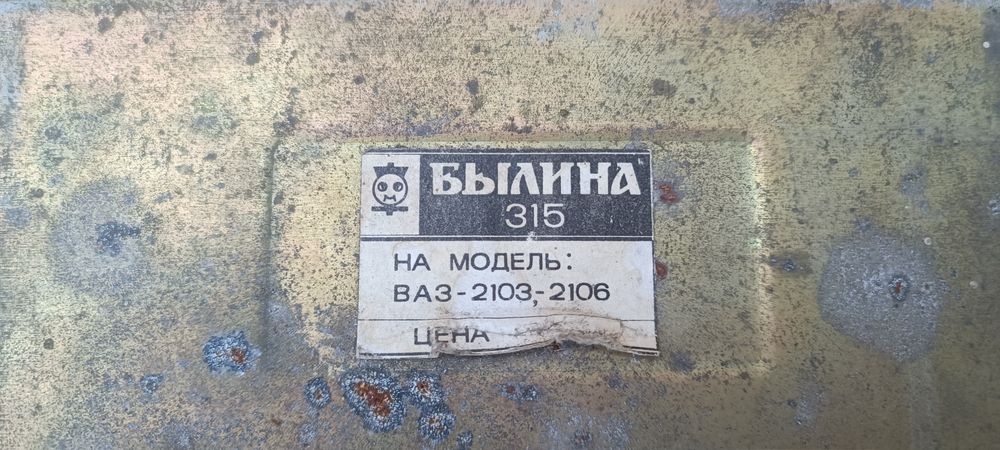 БЫЛИНА
315
НА МОДЕЛЬ:
ВАЗ-2103,-2106
ЦЕНА